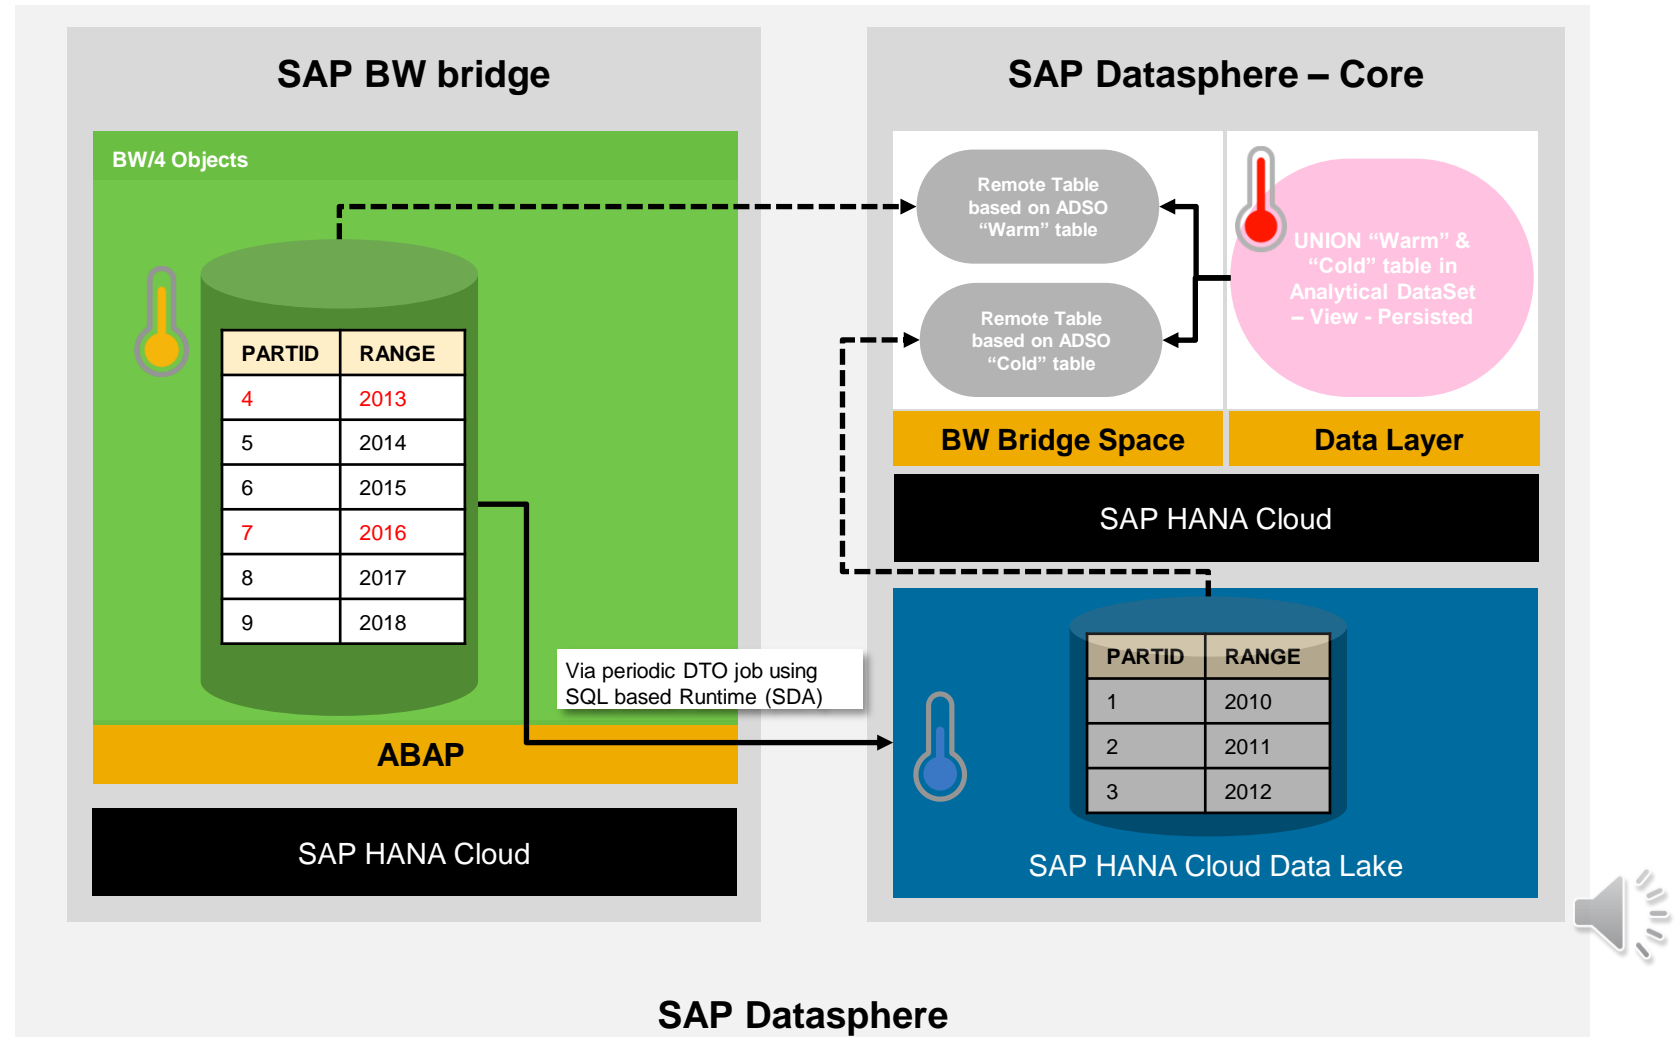 SAP BW bridge
BW/4 Objects
PARTID RANGE
4 2013
5 2014
6 2015
7 2016
8 2017
9 2018
ABAP
SAP HANA Cloud
Via periodic DTO job using
SQL based Runtime (SDA)
SAP Datasphere – Core
Remote Table
based on ADSO
“Warm” table
Remote Table
based on ADSO
“Cold” table
UNION “Warm” &
“Cold” table in
Analytical DataSet
– View - Persisted
BW Bridge Space
Data Layer
SAP HANA Cloud
PARTID RANGE
1 2010
2 2011
3 2012
SAP HANA Cloud Data Lake
SAP Datasphere